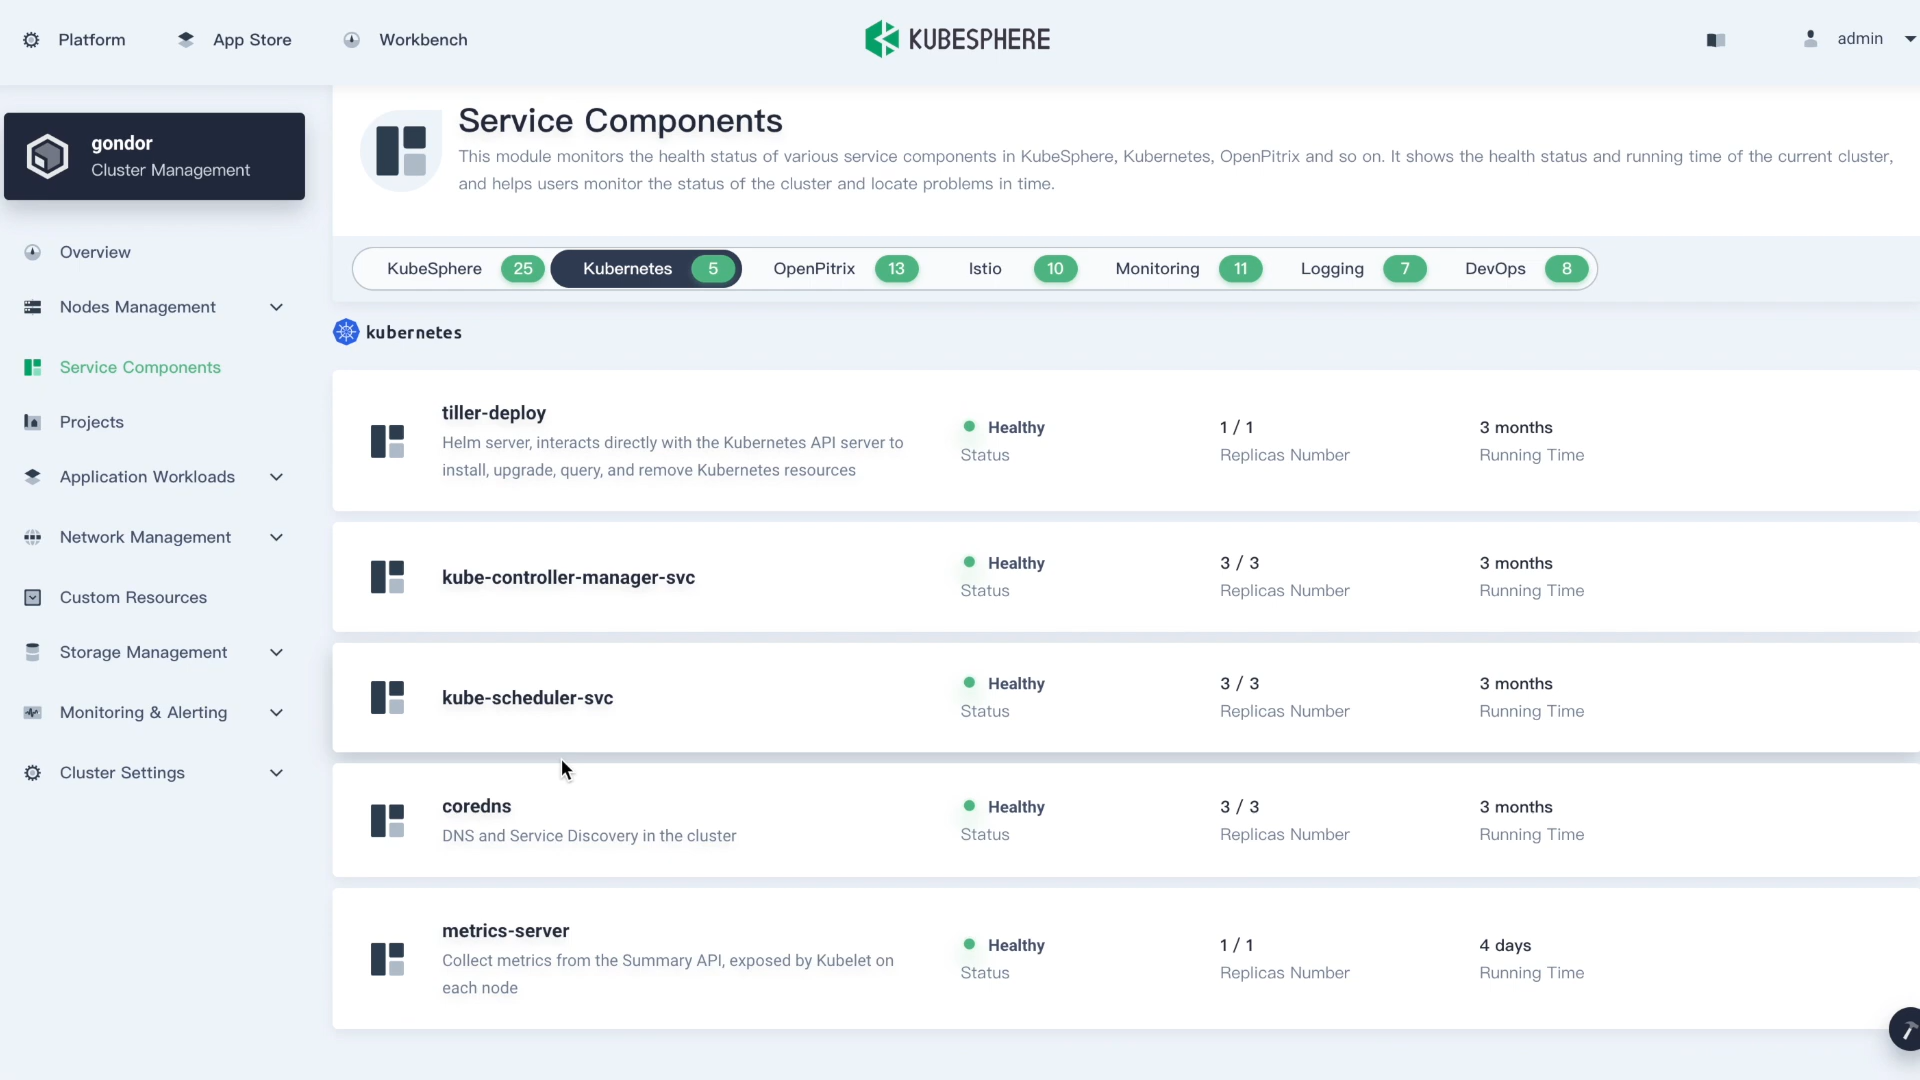 Platform
App Store
Workbench
KUBESPHERE
admin
gondor
Cluster Management
Overview
Nodes Management
Service Components
Projects
Application Workloads
Network Management
Custom Resources
Storage Management
Monitoring & Alerting
Cluster Settings
Service Components
This module monitors the health status of various service components in KubeSphere, Kubernetes, OpenPitrix and so on. It shows the health status and running time of the current cluster,
and helps users monitor the status of the cluster and locate problems in time.
KubeSphere 25 Kubernetes 5 OpenPitrix 13 Istio 10 Monitoring 11 Logging 7 DevOps 8
kubernetes
tiller-deploy
Helm server, interacts directly with the Kubernetes API server to
install, upgrade, query, and remove Kubernetes resources
Healthy
Status
1 / 1
Replicas Number
3 months
Running Time
kube-controller-manager-svc
Healthy
Status
3 / 3
Replicas Number
3 months
Running Time
kube-scheduler-svc
Healthy
Status
3 / 3
Replicas Number
3 months
Running Time
coredns
DNS and Service Discovery in the cluster
Healthy
Status
3 / 3
Replicas Number
3 months
Running Time
metrics-server
Collect metrics from the Summary API, exposed by Kubelet on
each node
Healthy
Status
1 / 1
Replicas Number
4 days
Running Time